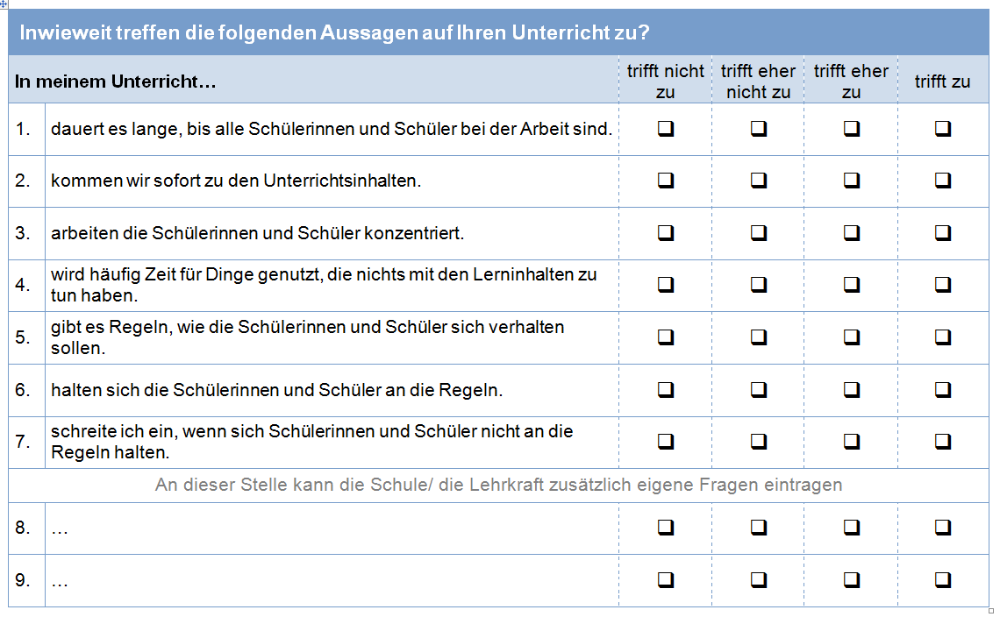 Inwieweit treffen die folgenden Aussagen auf Ihren Unterricht zu?
In meinem Unterricht…
trifft nicht
zu
trifft eher
nicht zu
trifft eher
zu
trifft zu
1. dauert es lange, bis alle Schülerinnen und Schüler bei der Arbeit sind.
2. kommen wir sofort zu den Unterrichtsinhalten.
3. arbeiten die Schülerinnen und Schüler konzentriert.
4. wird häufig Zeit für Dinge genutzt, die nichts mit den Lerninhalten zu
tun haben.
5. gibt es Regeln, wie die Schülerinnen und Schüler sich verhalten
sollen.
6. halten sich die Schülerinnen und Schüler an die Regeln.
7. schreite ich ein, wenn sich Schülerinnen und Schüler nicht an die
Regeln halten.
An dieser Stelle kann die Schule/ die Lehrkraft zusätzlich eigene Fragen eintragen
8. …
9. …